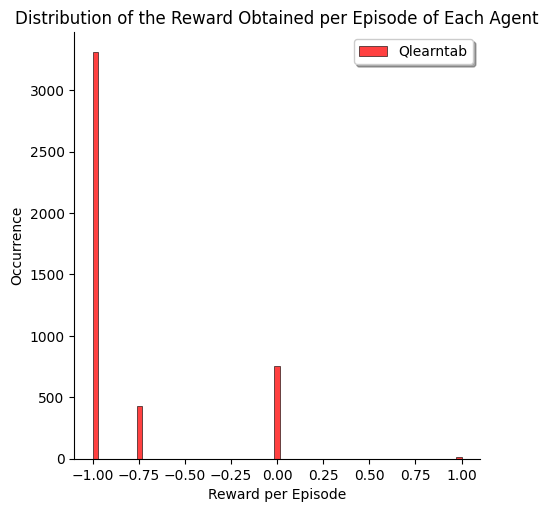 Distribution of the Reward Obtained per Episode of Each Agent
Qlearntab
3000
2500
2000
1500
1000
500
0
Occurrence
−1.00 −0.75 −0.50 −0.25 0.00 0.25 0.50 0.75 1.00
Reward per Episode